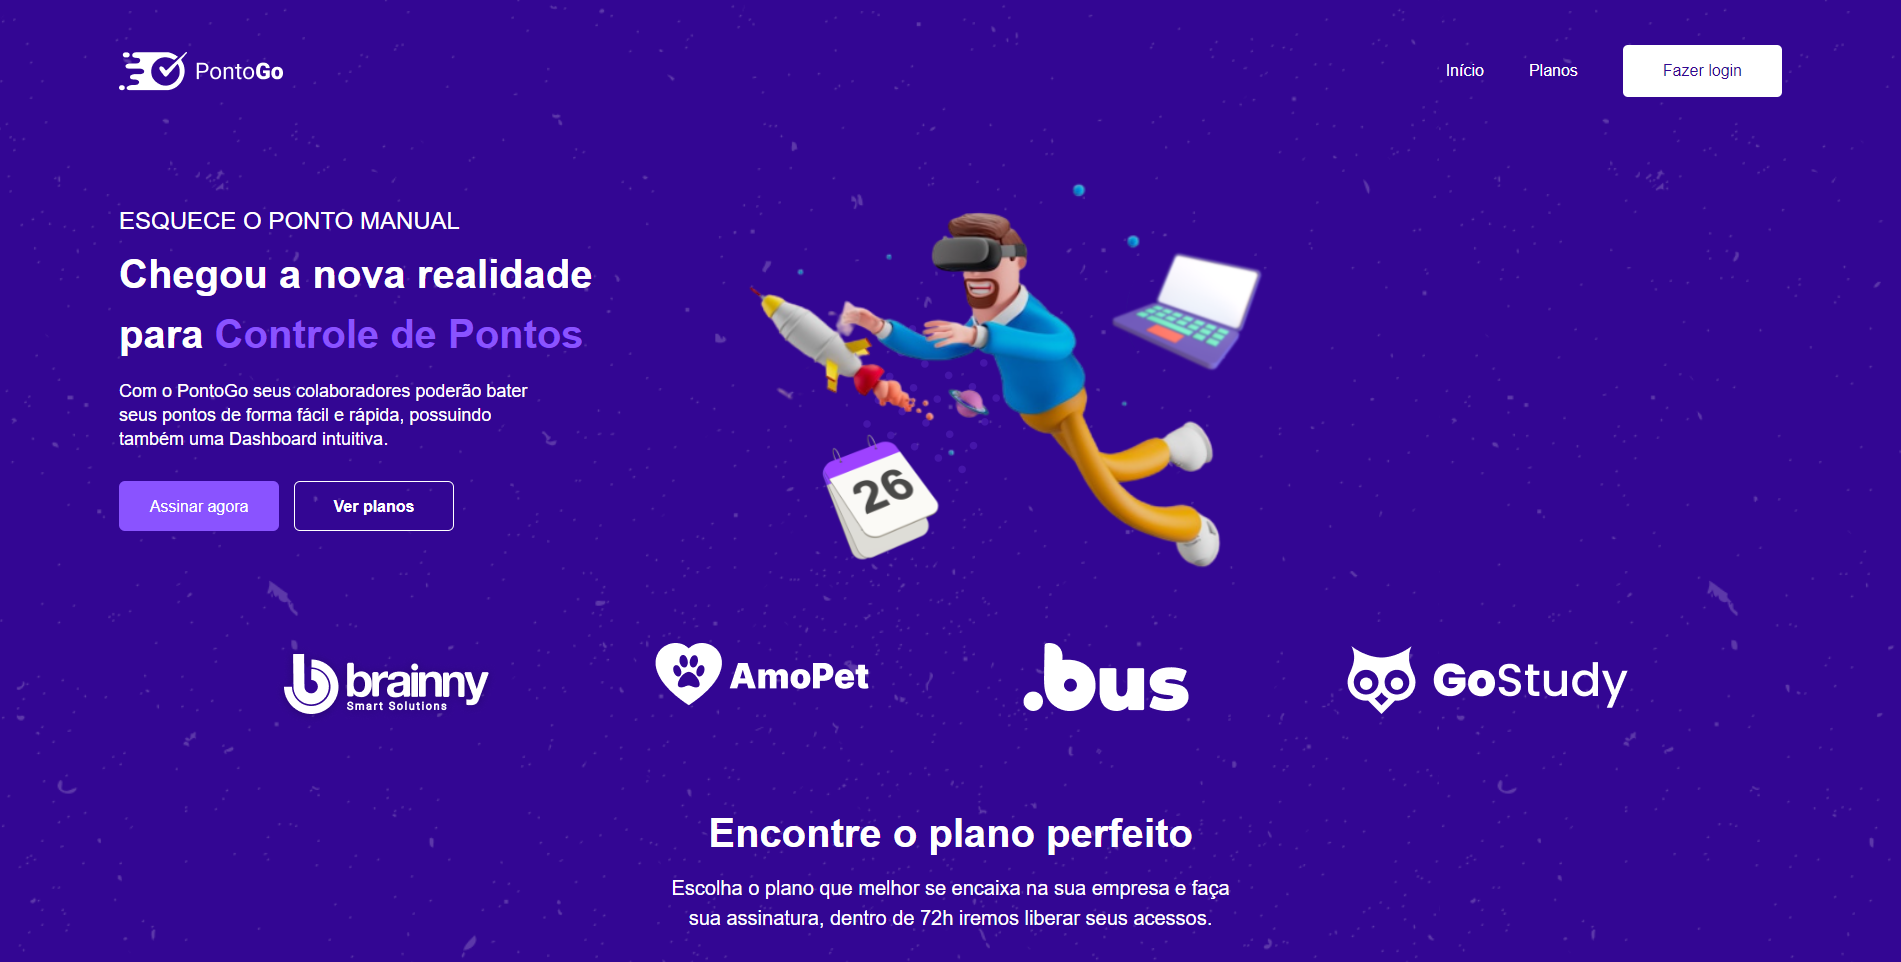 PontoGo
Início
Planos
Fazer login
ESQUECE O PONTO MANUAL
Chegou a nova realidade
para Controle de Pontos
Com o PontoGo seus colaboradores poderão bater
seus pontos de forma fácil e rápida, possuindo
também uma Dashboard intuitiva.
Assinar agora
Ver planos
26
brainny
Smart Solutions
AmoPet
.bus
GoStudy
Encontre o plano perfeito
Escolha o plano que melhor se encaixa na sua empresa e faça
sua assinatura, dentro de 72h iremos liberar seus acessos.